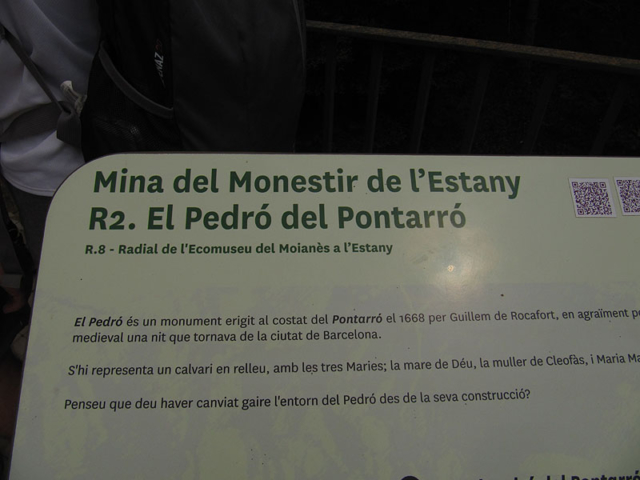 Mina del Monestir de l'Estany
R2. El Pedró del Pontarró
R.8 - Radial de l'Ecomuseu del Moianès a l'Estany
El Pedró és un monument erigit al costat del Pontarró el 1668 per Guillem de Rocafort, en agraïment
medieval una nit que tornava de la ciutat de Barcelona.
S'hi representa un calvari en relleu, amb les tres Maries; la mare de Déu, la muller de Cleofàs, i Maria
Penseu que deu haver canviat gaire l'entorn del Pedró des de la seva construcció?